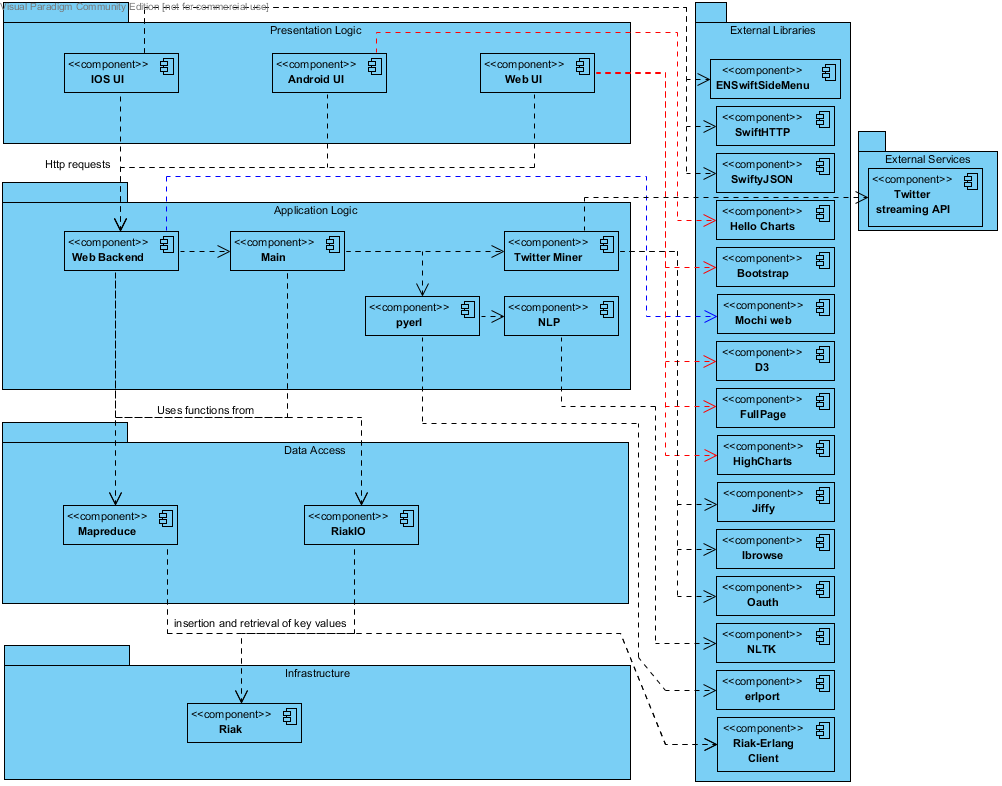 Visual Paradigm Community Edition [not for commercial use]
Presentation Logic
<<component>>
IOS UI
<<component>>
Android UI
<<component>>
Web UI
Http requests
Application Logic
<<component>>
Web Backend
<<component>>
Main
<<component>>
Twitter Miner
<<component>>
pyerl
<<component>>
NLP
Uses functions from
Data Access
<<component>>
Mapreduce
<<component>>
RiakIO
insertion and retrieval of key values
Infrastructure
<<component>>
Riak
External Libraries
<<component>>
ENSwiftSideMenu
<<component>>
SwiftHTTP
<<component>>
SwiftyJSON
<<component>>
Hello Charts
<<component>>
Bootstrap
<<component>>
Mochi web
<<component>>
D3
<<component>>
FullPage
<<component>>
HighCharts
<<component>>
Jiffy
<<component>>
Ibrowse
<<component>>
Oauth
<<component>>
NLTK
<<component>>
erlport
<<component>>
Riak-Erlang
Client
External Services
<<component>>
Twitter
streaming API